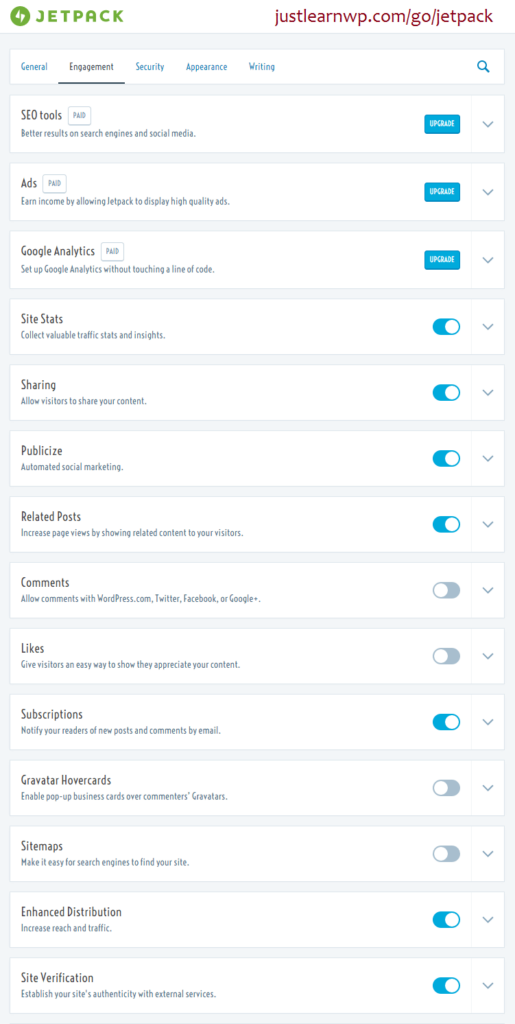 JETPACK justlearnwp.com/go/jetpack
General Engagement Security Appearance Writing
SEO tools PAID
Better results on search engines and social media.
UPGRADE
Ads PAID
Earn income by allowing Jetpack to display high quality ads.
UPGRADE
Google Analytics PAID
Set up Google Analytics without touching a line of code.
UPGRADE
Site Stats
Collect valuable traffic stats and insights.
Sharing
Allow visitors to share your content.
Publicize
Automated social marketing.
Related Posts
Increase page views by showing related content to your visitors.
Comments
Allow comments with WordPress.com, Twitter, Facebook, or Google+.
Likes
Give visitors an easy way to show they appreciate your content.
Subscriptions
Notify your readers of new posts and comments by email.
Gravatar Hovercards
Enable pop-up business cards over commenters' Gravatars.
Sitemaps
Make it easy for search engines to find your site.
Enhanced Distribution
Increase reach and traffic.
Site Verification
Establish your site's authenticity with external services.